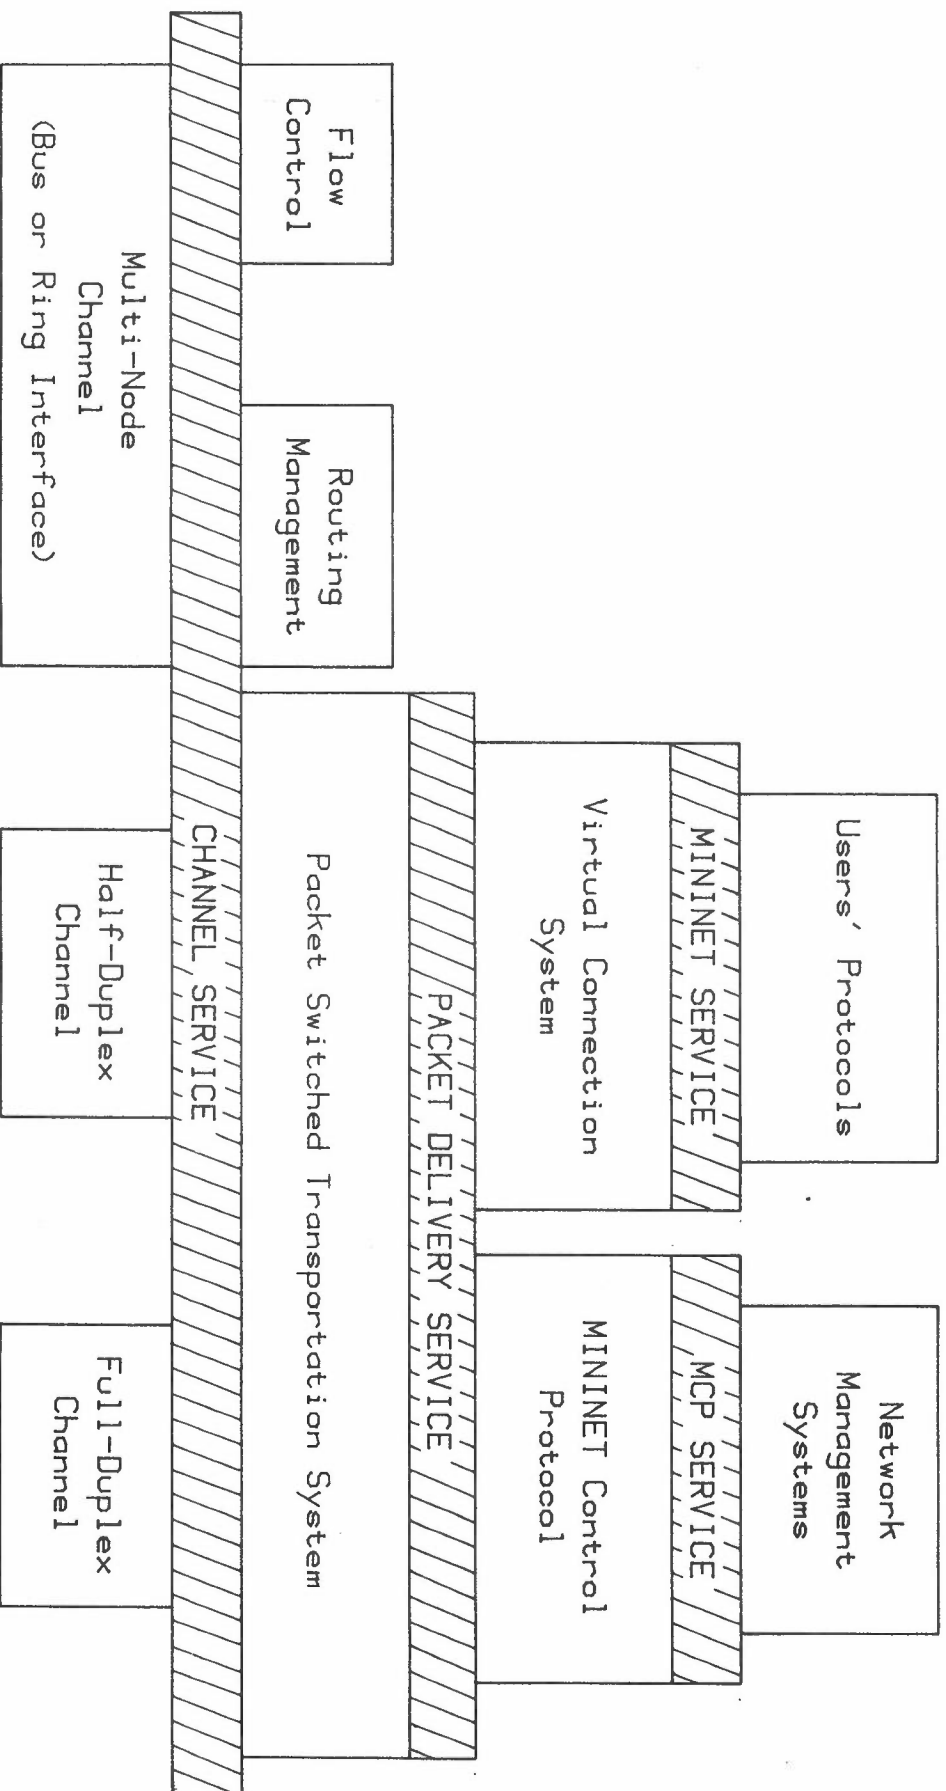 Users' Protocols
Network
Management
Systems
MININET SERVICE
MCP SERVICE
Virtual Connection
System
MININET Control
Protocol
PACKET DELIVERY SERVICE
Flow
Control
Routing
Management
Packet Switched Transportation System
CHANNEL SERVICE
Multi-Node
Channel
(Bus or Ring Interface)
Half-Duplex
Channel
Full-Duplex
Channel